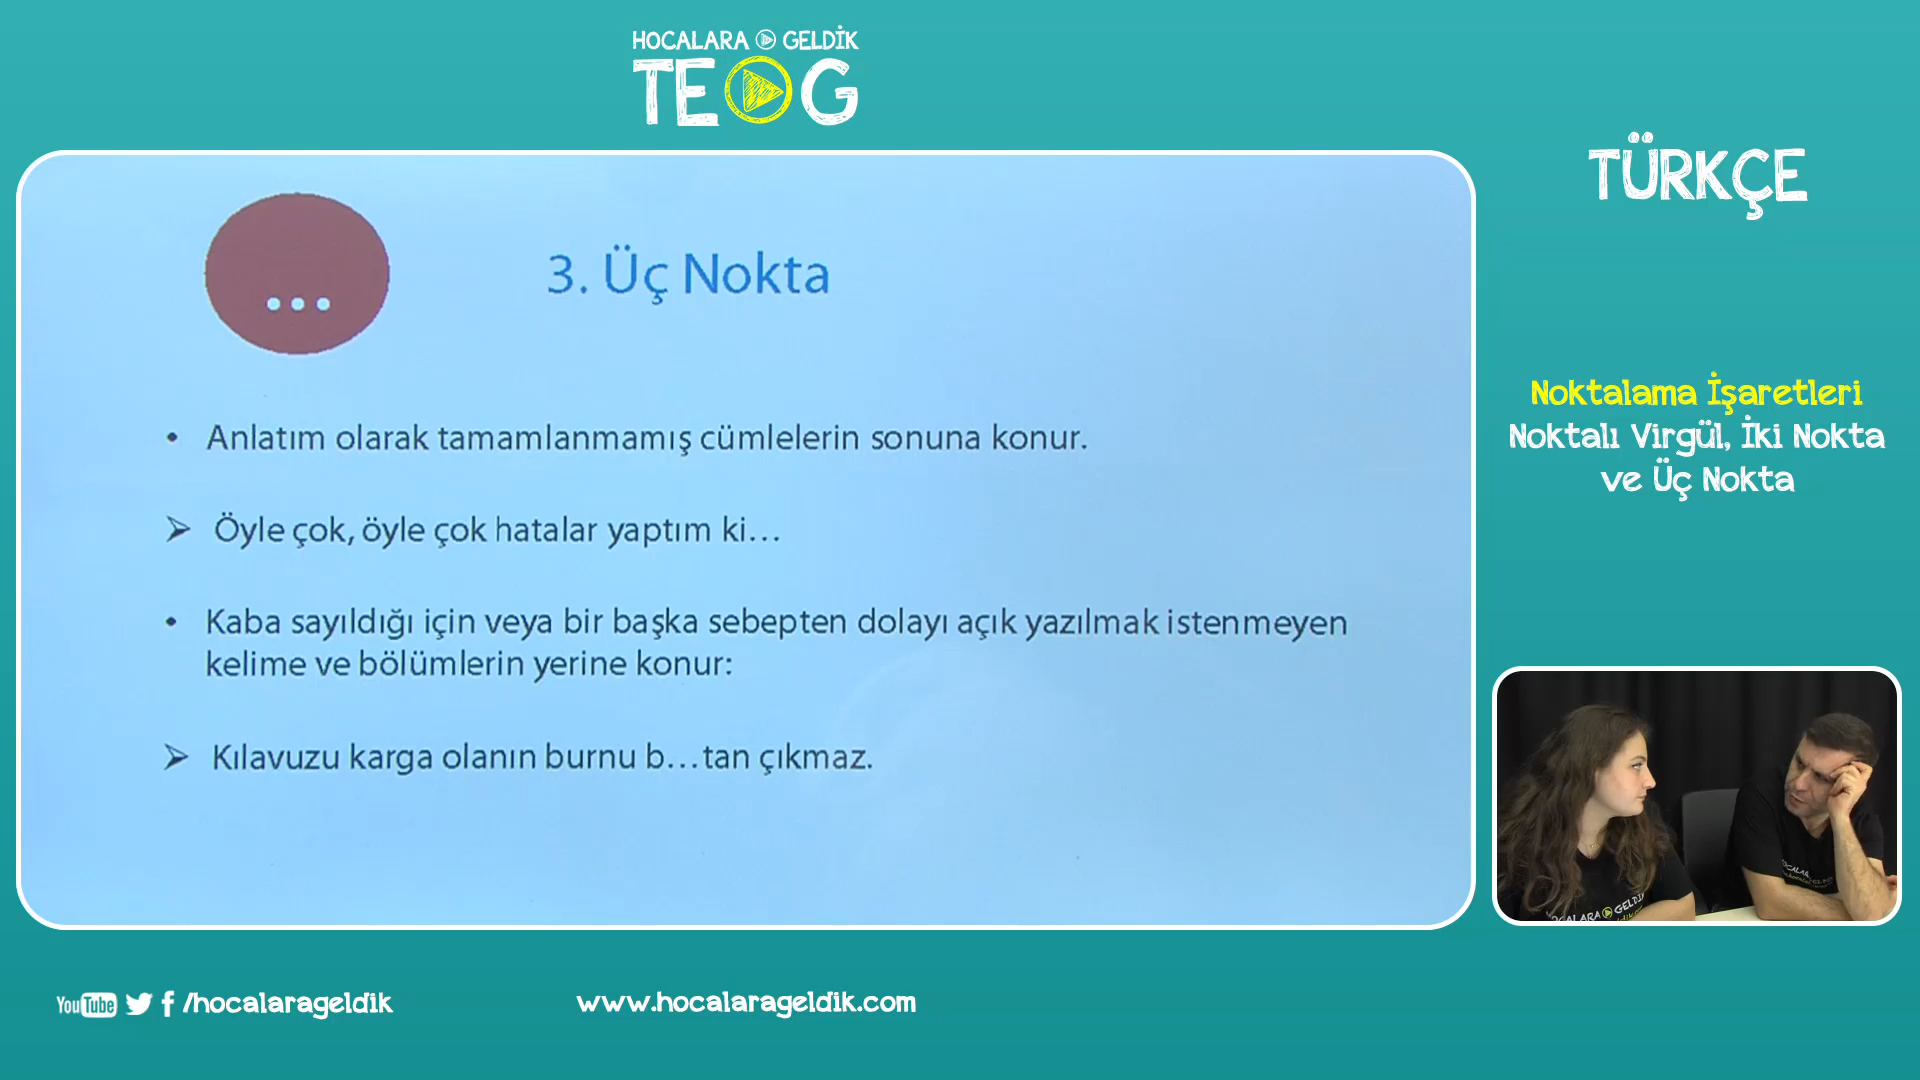 HOCALARA GELDİK
TEOG
TÜRKÇE
3. Üç Nokta
• Anlatım olarak tamamlanmamış cümlelerin sonuna konur.
➢ Öyle çok, öyle çok hatalar yaptım ki…
• Kaba sayıldığı için veya bir başka sebepten dolayı açık yazılmak istenmeyen
kelime ve bölümlerin yerine konur:
➢ Kılavuzu karga olanın burnu b…tan çıkmaz.
Noktalama İşaretleri
Noktalı Virgül, İki Nokta
ve Üç Nokta
HOCALARA GELDİK
YouTube /hocalarageldik
www.hocalarageldik.com